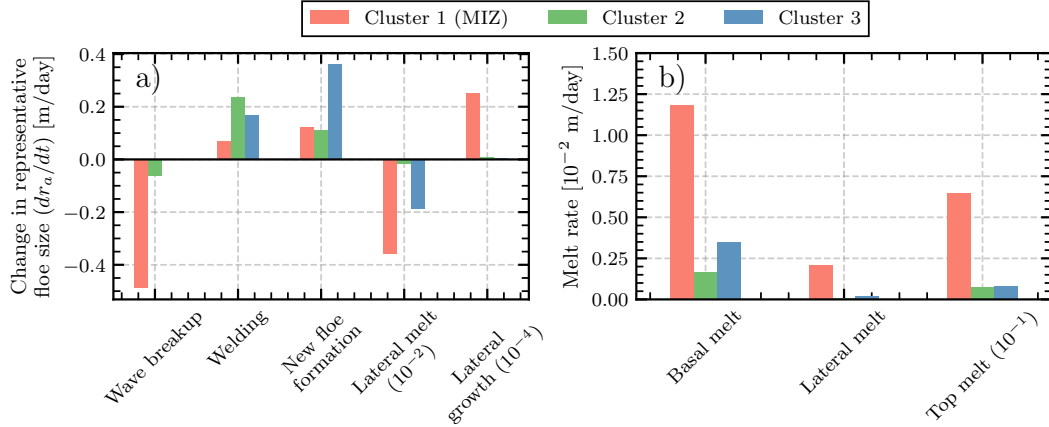 Cluster 1 (MIZ) Cluster 2 Cluster 3
a)
Change in representative
floe size (dr_a/dt) [m/day]
0.4
0.2
0.0
−0.2
−0.4
Wave breakup
Welding
New floe
formation
Lateral melt
(10⁻²)
Lateral
growth (10⁻⁴)
b)
Melt rate [10⁻² m/day]
1.50
1.25
1.00
0.75
0.50
0.25
0.00
Basal melt
Lateral melt
Top melt (10⁻¹)